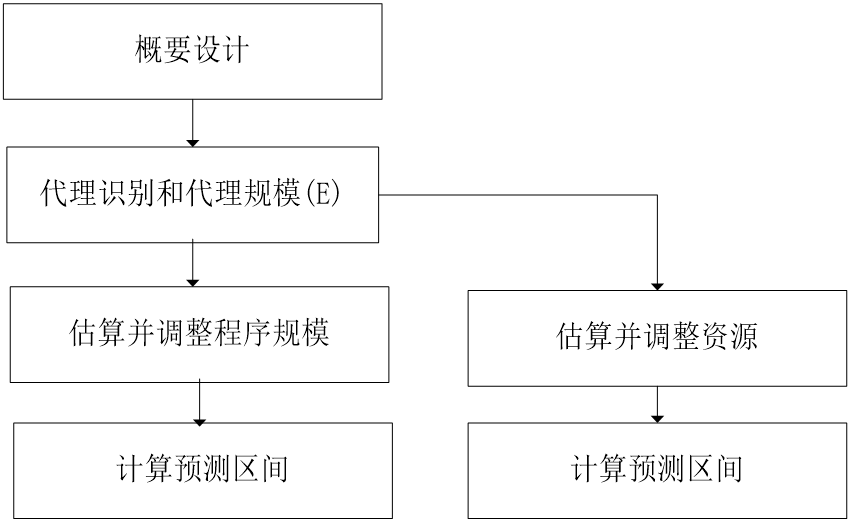 概要设计
代理识别和代理规模(E)
估算并调整程序规模
估算并调整资源
计算预测区间
计算预测区间